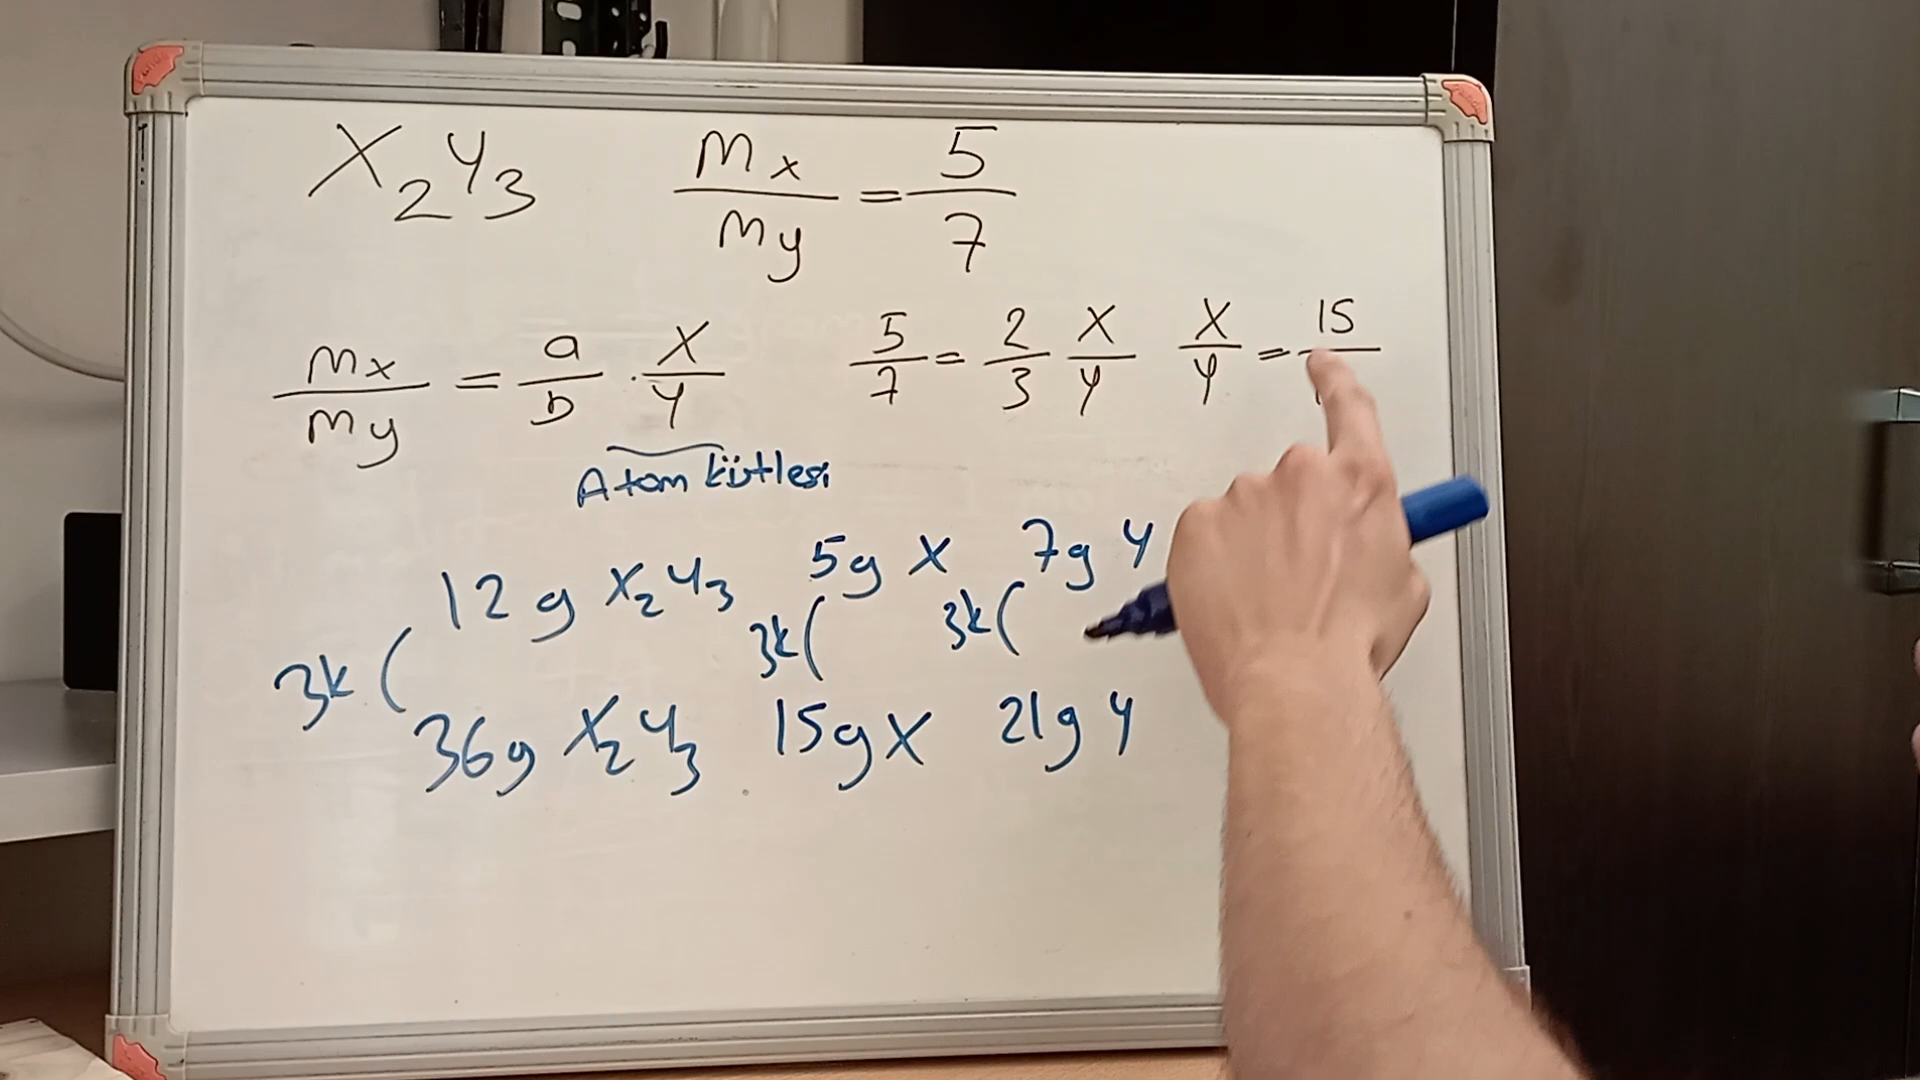 X₂Y₃ mx/my = 5/7
mx/my = a/b · X/Y 5/7 = 2/3 X/Y X/Y = 15/
Atom kütlesi
12g X₂Y₃ 5g X 7g Y
3k( 3k( 3k(
36g X₂Y₃ 15g X 21g Y